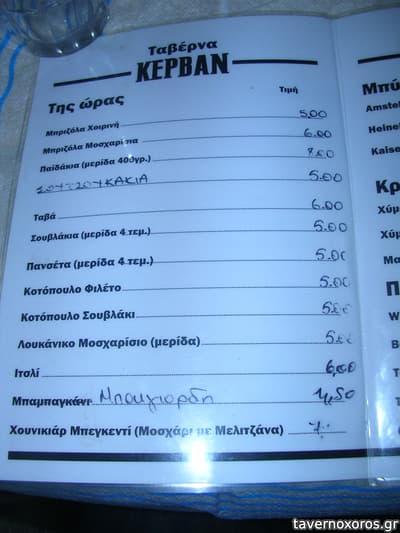 Ταβέρνα
ΚΕΡΒΑΝ
Της ώρας
Τιμή
Μπριζόλα Χοιρινή 5,00
Μπριζόλα Μοσχαρίσια 6.00
Παϊδάκια (μερίδα 400γρ.) 7.00
ΣΟΥΤΖΟΥΚΑΚΙΑ 5.00
Ταβά 6.00
Σουβλάκια (μερίδα 4 τεμ.) 5.00
Πανσέτα (μερίδα 4 τεμ.) 5.00
Κοτόπουλο Φιλέτο 5.00
Κοτόπουλο Σουβλάκι 5.00
Λουκάνικο Μοσχαρίσιο (μερίδα) 5.00
Ιτσλί 6,00
Μπαμπαγκάνι Μπουγιορδη 4,50
Χουνικιάρ Μπεγκεντί (Μοσχάρι με Μελιτζάνα) 7
Μπύ
Amste
Heine
Kaise
Κρ
Χύμ
Χύμ
Μα
Π
W
B
T
T
C
tavernoxoros.gr